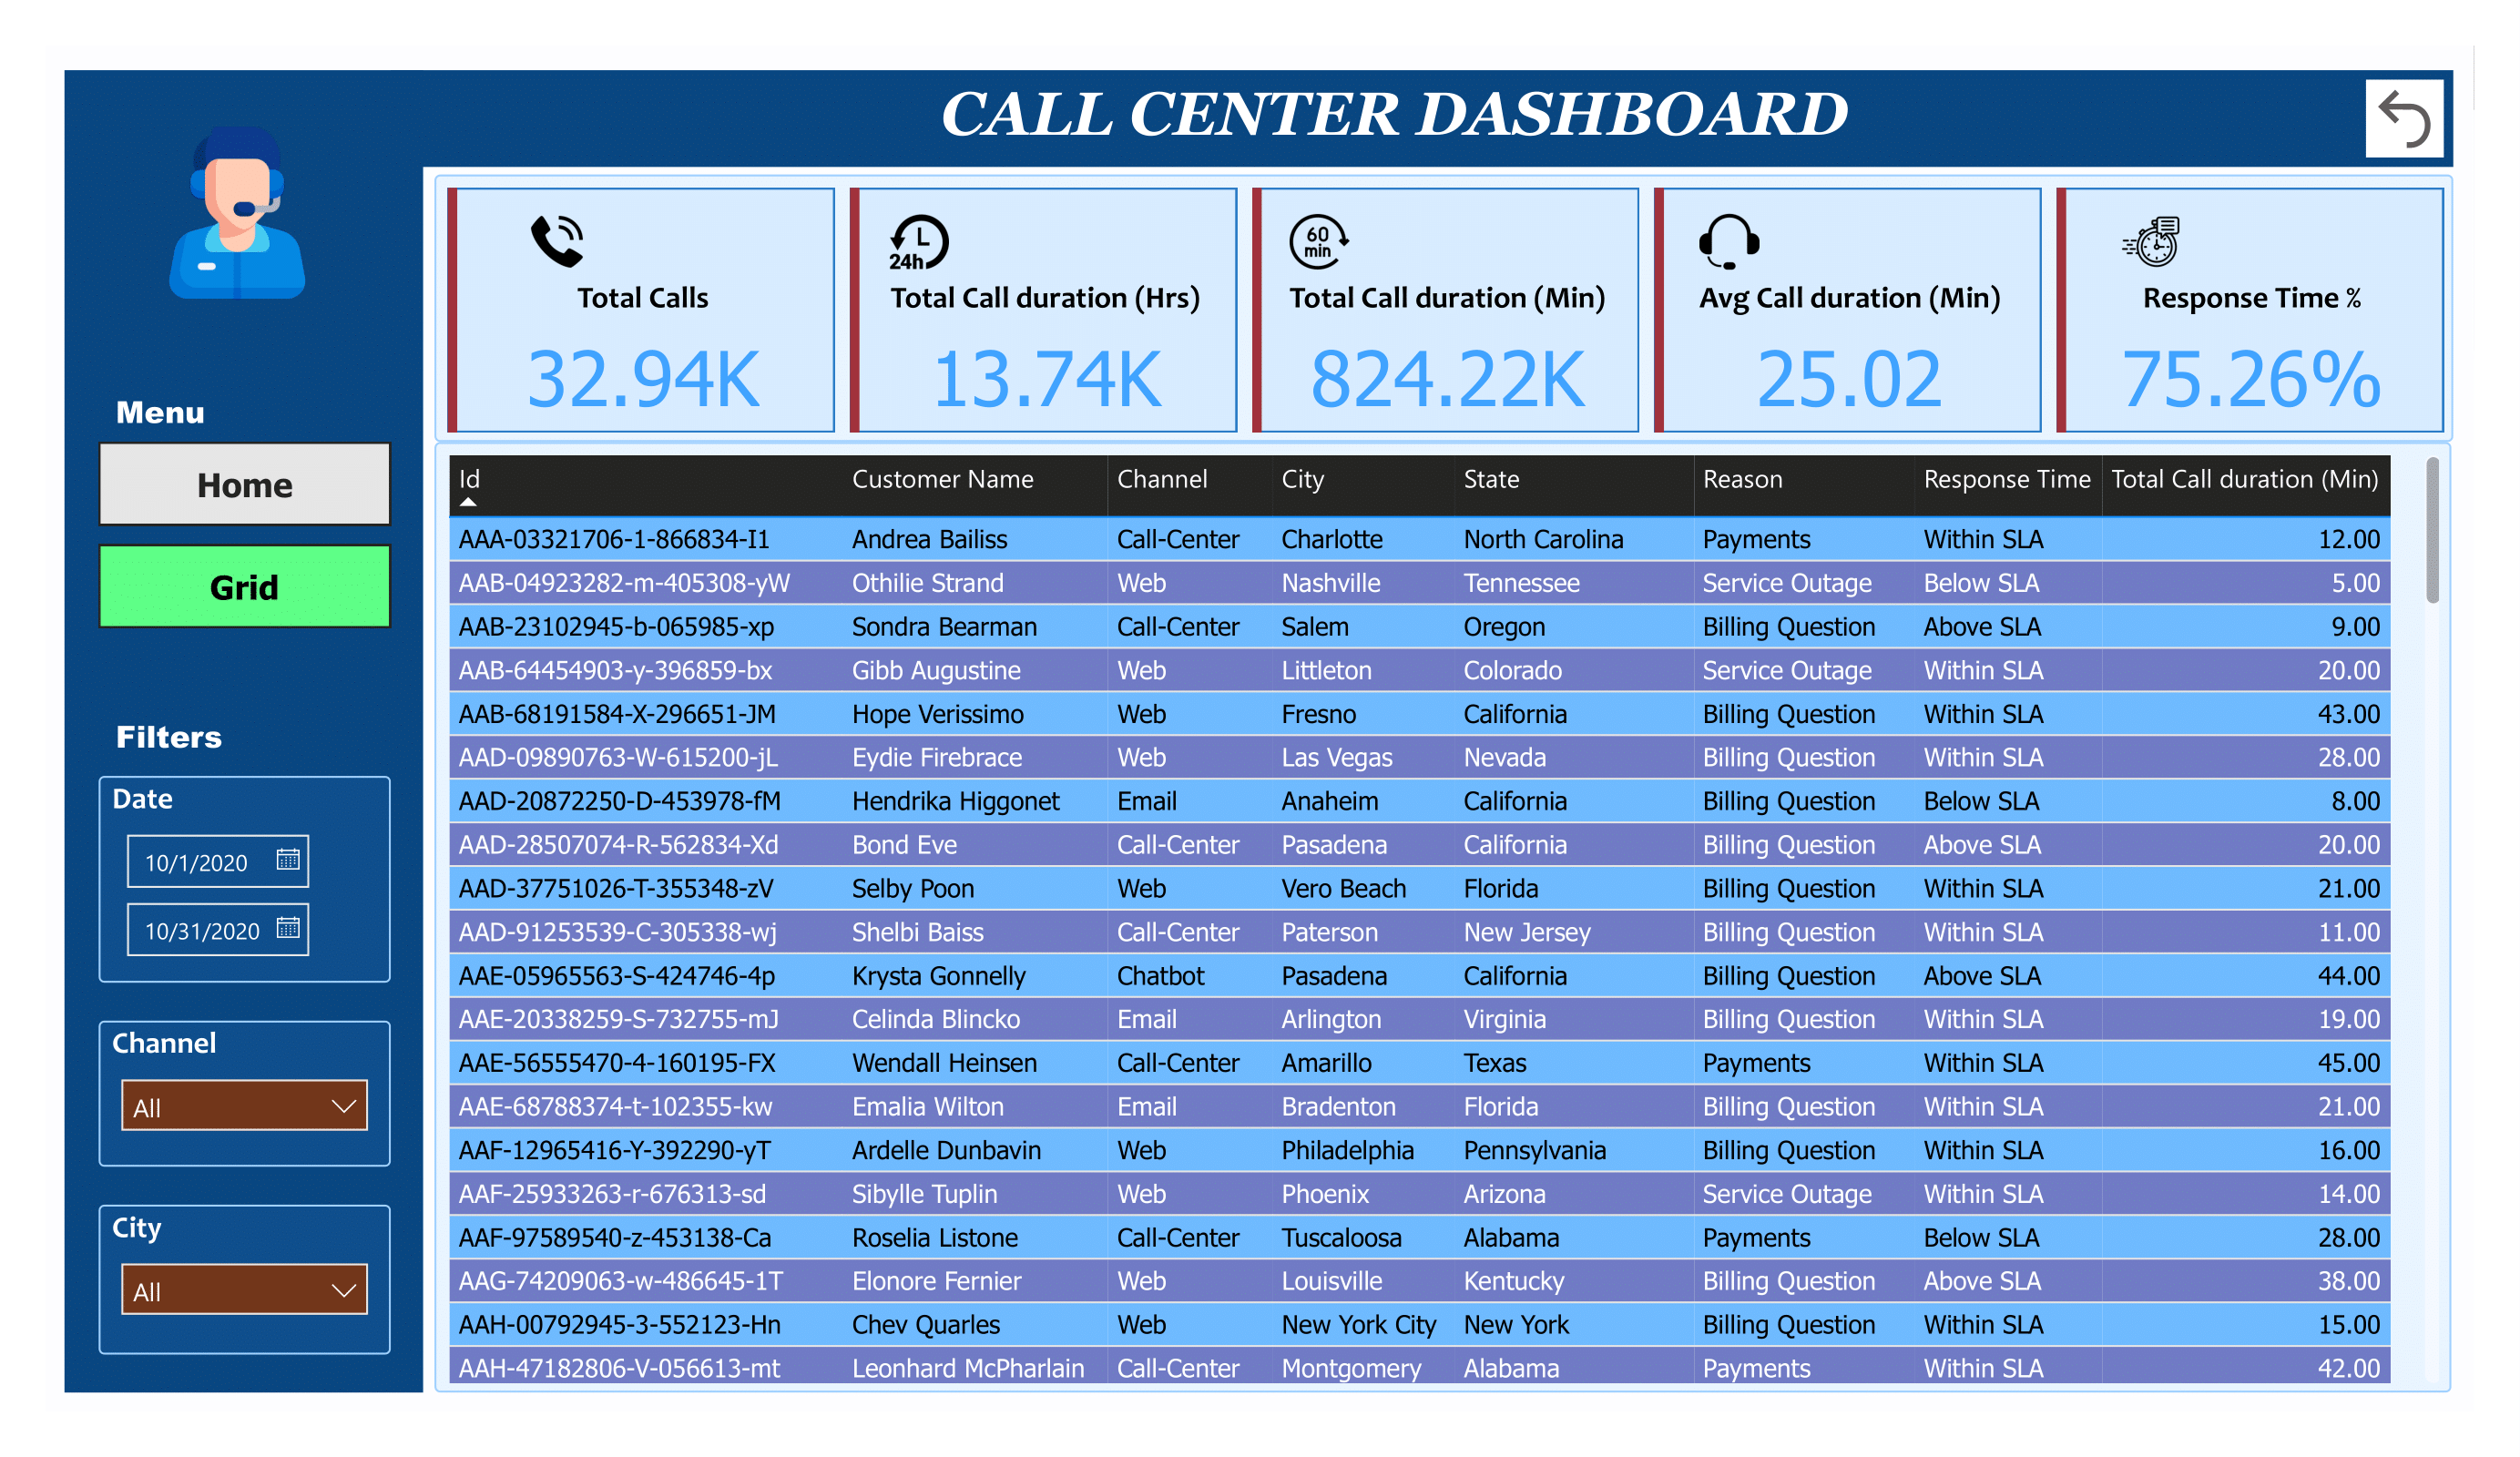 CALL CENTER DASHBOARD
Menu
Home
Grid
Filters
Date
10/1/2020
10/31/2020
Channel
All
City
All
24h
60
min
Total Calls
Total Call duration (Hrs)
Total Call duration (Min)
Avg Call duration (Min)
Response Time %
32.94K
13.74K
824.22K
25.02
75.26%
Id Customer Name Channel City State Reason Response Time Total Call duration (Min)
AAA-03321706-1-866834-I1 Andrea Bailiss Call-Center Charlotte North Carolina Payments Within SLA 12.00
AAB-04923282-m-405308-yW Othilie Strand Web Nashville Tennessee Service Outage Below SLA 5.00
AAB-23102945-b-065985-xp Sondra Bearman Call-Center Salem Oregon Billing Question Above SLA 9.00
AAB-64454903-y-396859-bx Gibb Augustine Web Littleton Colorado Service Outage Within SLA 20.00
AAB-68191584-X-296651-JM Hope Verissimo Web Fresno California Billing Question Within SLA 43.00
AAD-09890763-W-615200-jL Eydie Firebrace Web Las Vegas Nevada Billing Question Within SLA 28.00
AAD-20872250-D-453978-fM Hendrika Higgonet Email Anaheim California Billing Question Below SLA 8.00
AAD-28507074-R-562834-Xd Bond Eve Call-Center Pasadena California Billing Question Above SLA 20.00
AAD-37751026-T-355348-zV Selby Poon Web Vero Beach Florida Billing Question Within SLA 21.00
AAD-91253539-C-305338-wj Shelbi Baiss Call-Center Paterson New Jersey Billing Question Within SLA 11.00
AAE-05965563-S-424746-4p Krysta Gonnelly Chatbot Pasadena California Billing Question Above SLA 44.00
AAE-20338259-S-732755-mJ Celinda Blincko Email Arlington Virginia Billing Question Within SLA 19.00
AAE-56555470-4-160195-FX Wendall Heinsen Call-Center Amarillo Texas Payments Within SLA 45.00
AAE-68788374-t-102355-kw Emalia Wilton Email Bradenton Florida Billing Question Within SLA 21.00
AAF-12965416-Y-392290-yT Ardelle Dunbavin Web Philadelphia Pennsylvania Billing Question Within SLA 16.00
AAF-25933263-r-676313-sd Sibylle Tuplin Web Phoenix Arizona Service Outage Within SLA 14.00
AAF-97589540-z-453138-Ca Roselia Listone Call-Center Tuscaloosa Alabama Payments Below SLA 28.00
AAG-74209063-w-486645-1T Elonore Fernier Web Louisville Kentucky Billing Question Above SLA 38.00
AAH-00792945-3-552123-Hn Chev Quarles Web New York City New York Billing Question Within SLA 15.00
AAH-47182806-V-056613-mt Leonhard McPharlain Call-Center Montgomery Alabama Payments Within SLA 42.00